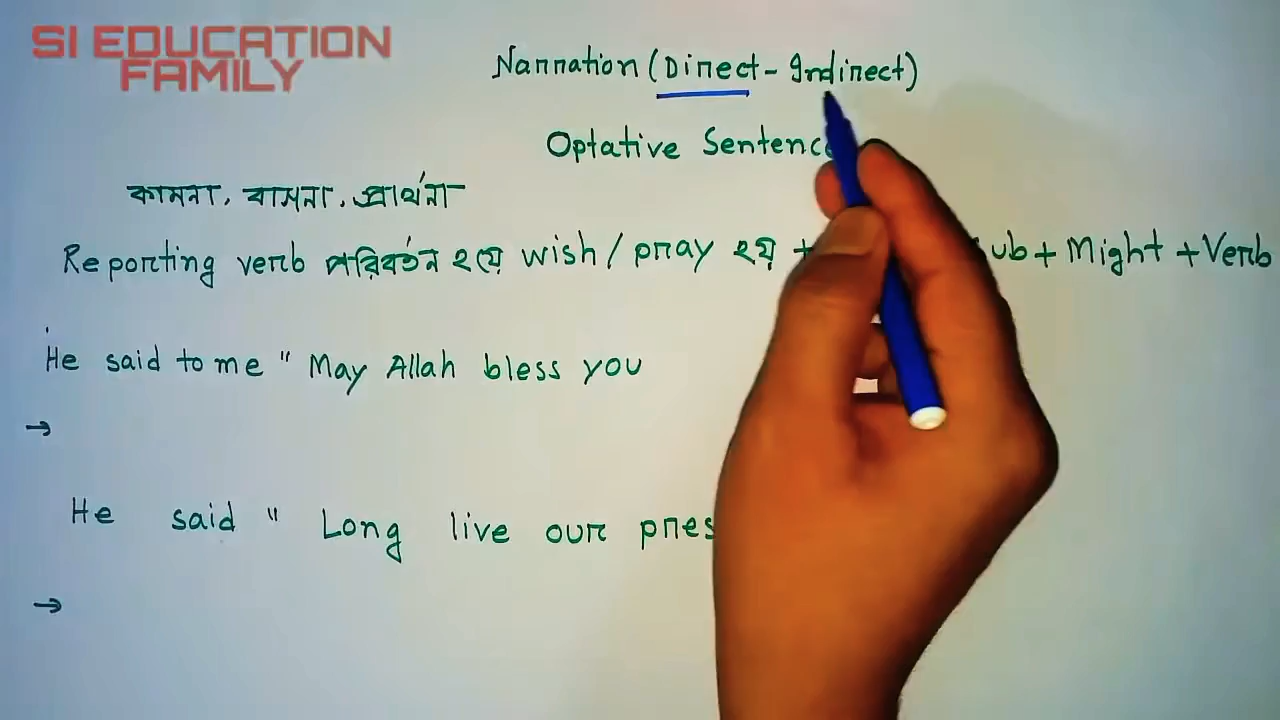 SI EDUCATION
FAMILY
Narration (Direct - Indirect)
Optative Sentence
কামনা, বাসনা, প্রার্থনা
Reporting verb পরিবর্তন হয়ে wish / pray হয় + ub + Might + Verb
He said to me " May Allah bless you
→
He said " Long live our pres
→